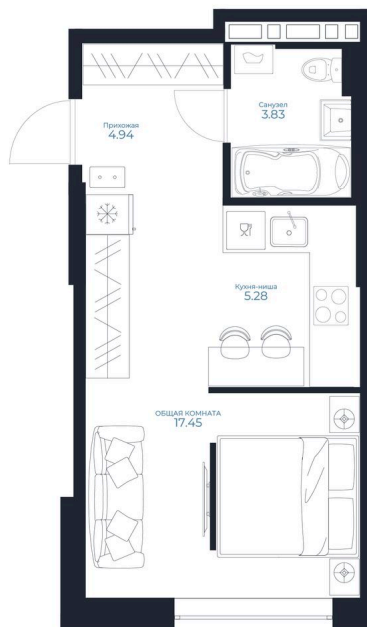 Санузел
3.83
Прихожая
4.94
Кухня-ниша
5.28
ОБЩАЯ КОМНАТА
17.45